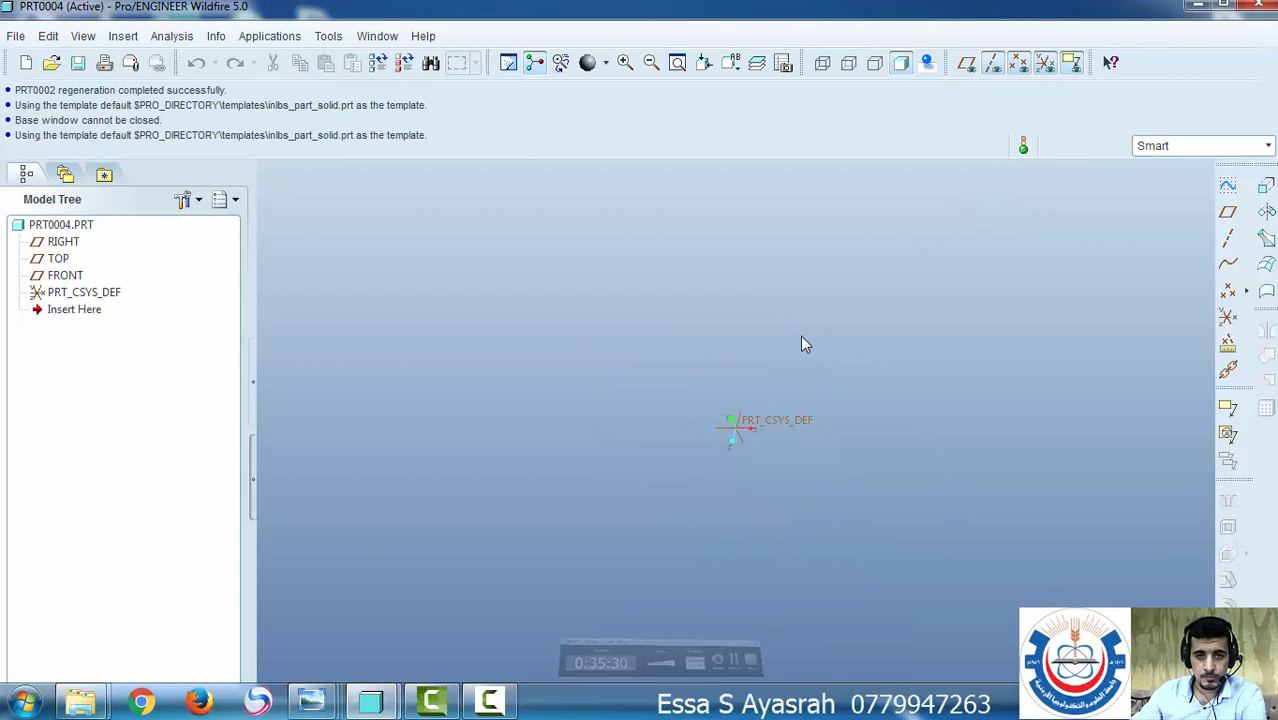 PRT0004 (Active) - Pro/ENGINEER Wildfire 5.0
File Edit View Insert Analysis Info Applications Tools Window Help
PRT0002 regeneration completed successfully.
Using the template default $PRO_DIRECTORY\templates\inlbs_part_solid.prt as the template.
Base window cannot be closed.
Using the template default $PRO_DIRECTORY\templates\inlbs_part_solid.prt as the template.
Smart
Model Tree
PRT0004.PRT
RIGHT
TOP
FRONT
PRT_CSYS_DEF
Insert Here
PRT_CSYS_DEF
0:35:30
Essa S Ayasrah 0779947263